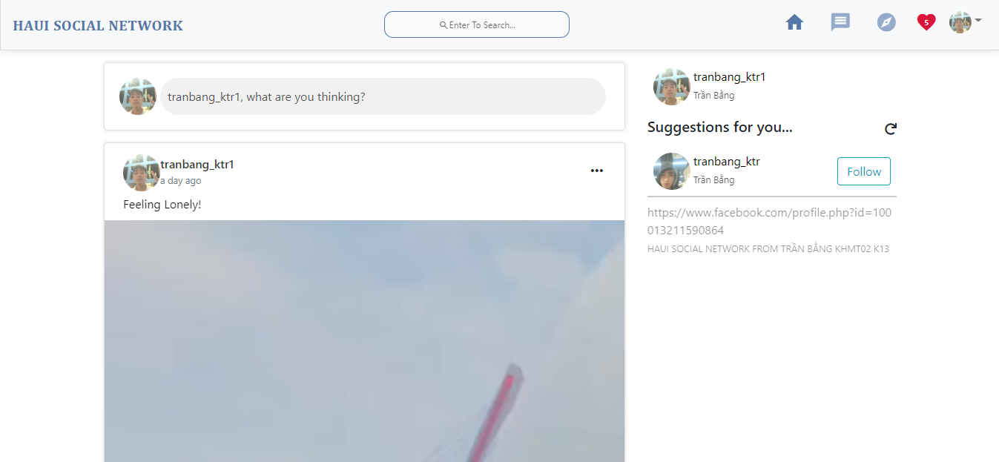 HAUI SOCIAL NETWORK
Enter To Search...
5
tranbang_ktr1, what are you thinking?
tranbang_ktr1
a day ago
Feeling Lonely!
tranbang_ktr1
Trần Bằng
Suggestions for you...
tranbang_ktr
Trần Bằng
Follow
https://www.facebook.com/profile.php?id=100
013211590864
HAUI SOCIAL NETWORK FROM TRẦN BẰNG KHMT02 K13